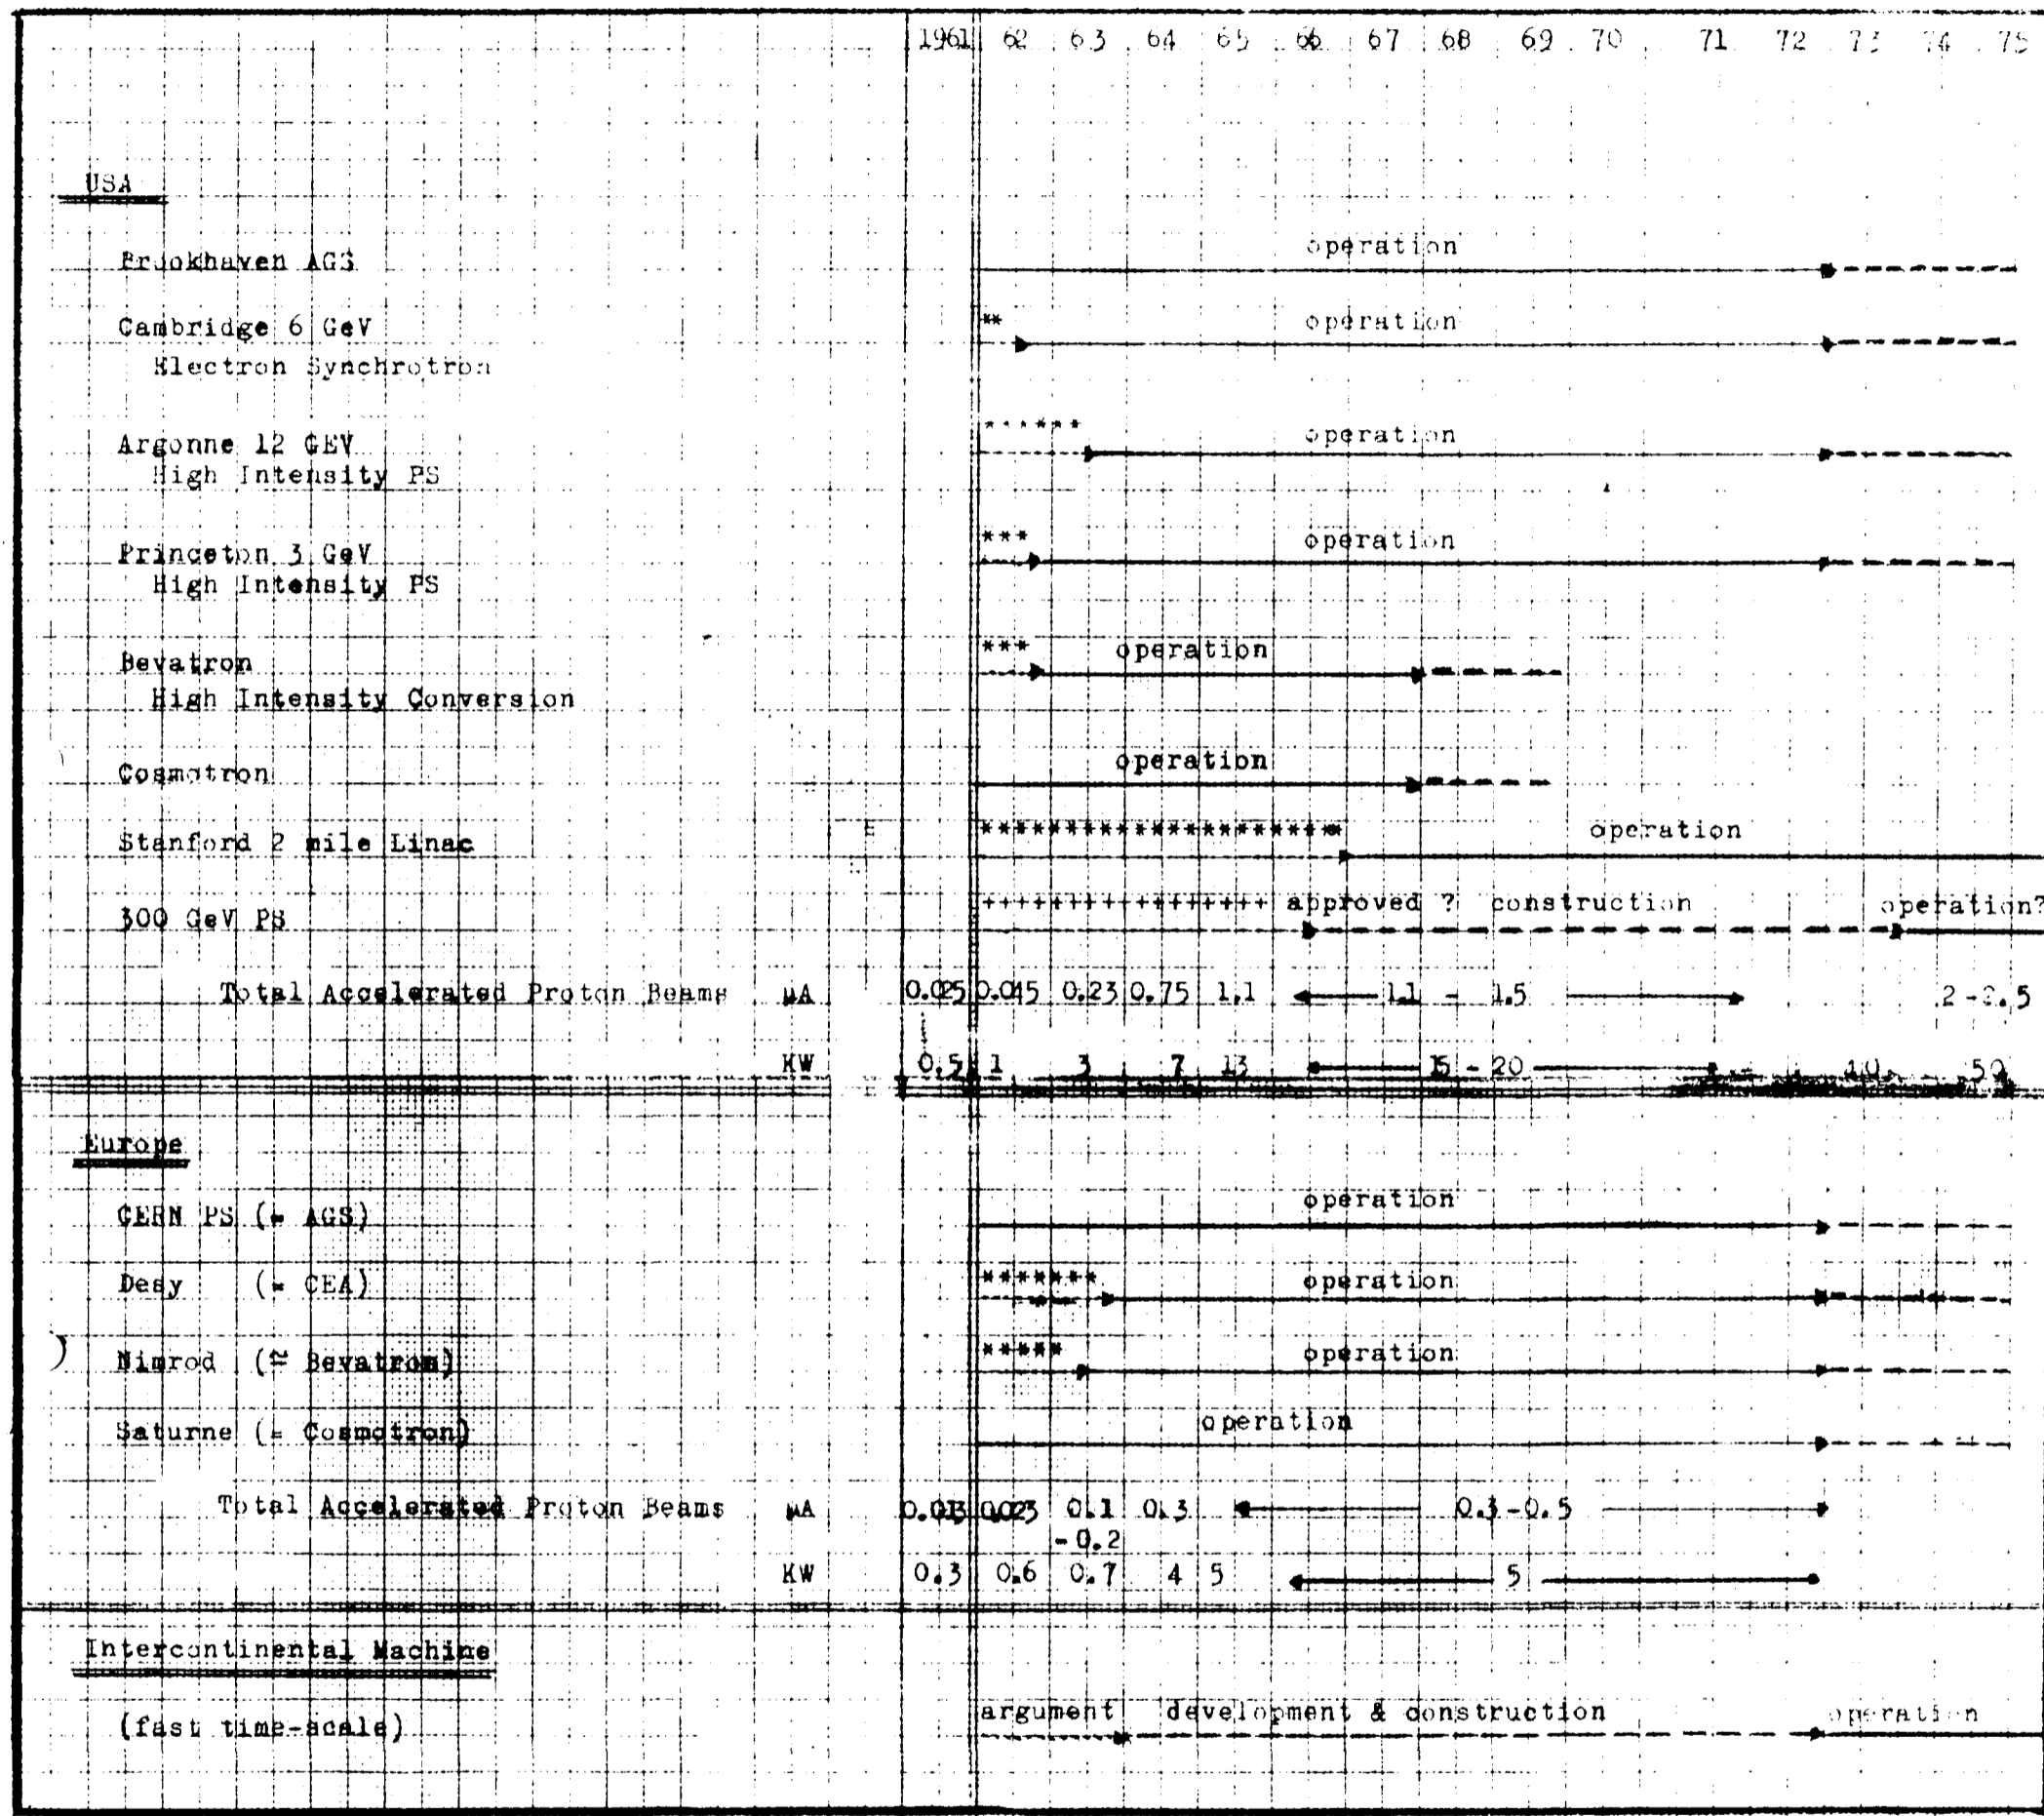 1961 62 63 64 65 66 67 68 69 70 71 72 73 74 75
USA
operation
Brookhaven AGS
Cambridge 6 GeV ** operation
Electron Synchrotron
******
Argonne 12 GEV operation
High Intensity PS
*** operation
Princeton 3 GeV
High Intensity PS
*** operation
Bevatron
High Intensity Conversion
operation
Cosmotron
Stanford 2 mile Linac operation
300 GeV PS ++++++++++++++++ approved ? construction operation?
Total Accelerated Proton Beams µA 0.025 0.045 0.23 0.75 1.1 1.1 - 1.5
KW 0.5 1 3 7 13 15 - 20 50
Europe
operation
CERN PS (= AGS)
Desy (= CEA) ******* operation
Nimrod (≅ Bevatron) ***** operation
Saturne (= Cosmotron) operation
Total Accelerated Proton Beams µA 0.013 0.023 0.1 0.3 0.3-0.5
-0.2
KW 0.3 0.6 0.7 4 5 5
Intercontinental Machine
(fast time-scale) argument development & construction operation